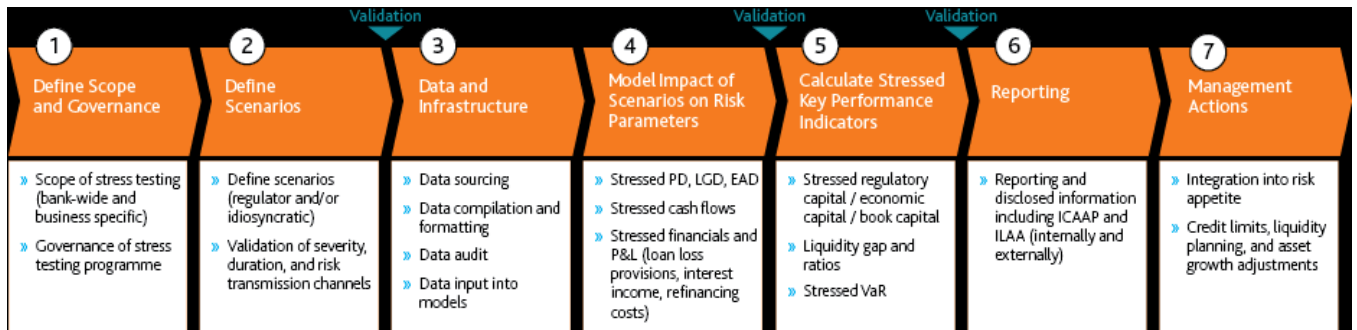 Validation
Validation
Validation
1
Define Scope
and Governance
» Scope of stress testing
(bank-wide and
business specific)
» Governance of stress
testing programme
2
Define
Scenarios
» Define scenarios
(regulator and/or
idiosyncratic)
» Validation of severity,
duration, and risk
transmission channels
3
Data and
Infrastructure
» Data sourcing
» Data compilation and
formatting
» Data audit
» Data input into
models
4
Model Impact of
Scenarios on Risk
Parameters
» Stressed PD, LGD, EAD
» Stressed cash flows
» Stressed financials and
P&L (loan loss
provisions, interest
income, refinancing
costs)
5
Calculate Stressed
Key Performance
Indicators
» Stressed regulatory
capital / economic
capital / book capital
» Liquidity gap and
ratios
» Stressed VaR
6
Reporting
» Reporting and
disclosed information
including ICAAP and
ILAA (internally and
externally)
7
Management
Actions
» Integration into risk
appetite
» Credit limits, liquidity
planning, and asset
growth adjustments